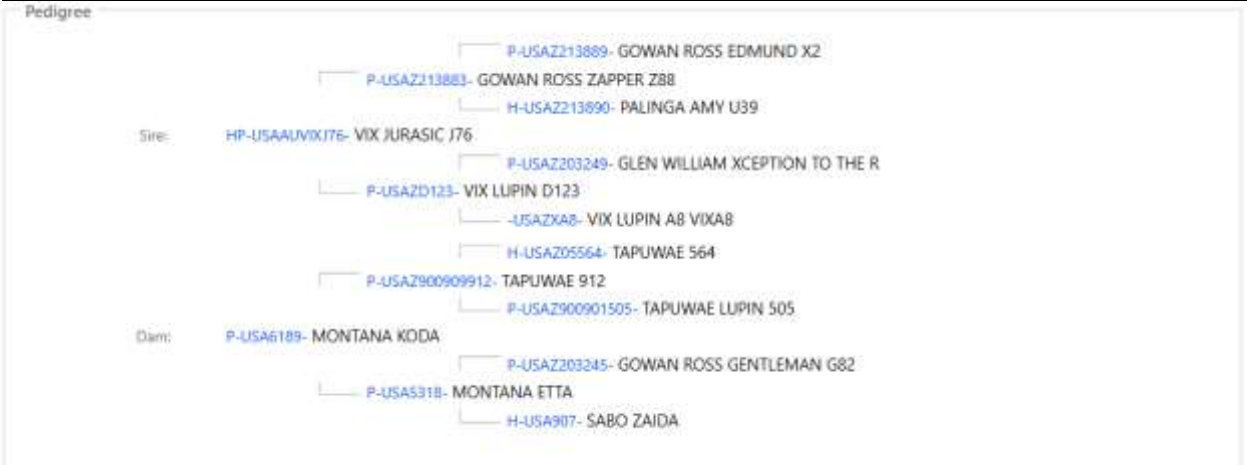 Pedigree
P-USAZ213889- GOWAN ROSS EDMUND X2
P-USAZ213883- GOWAN ROSS ZAPPER Z88
H-USAZ213890- PALINGA AMY U39
Sire: HP-USAAUVIXJ76- VIX JURASIC J76
P-USAZ203249- GLEN WILLIAM XCEPTION TO THE R
P-USAZD123- VIX LUPIN D123
-USAZXA8- VIX LUPIN A8 VIXA8
H-USAZ05564- TAPUWAE 564
P-USAZ900909912- TAPUWAE 912
P-USAZ900901505- TAPUWAE LUPIN 505
Dam: P-USA6189- MONTANA KODA
P-USAZ203245- GOWAN ROSS GENTLEMAN G82
P-USA5318- MONTANA ETTA
H-USA907- SABO ZAIDA